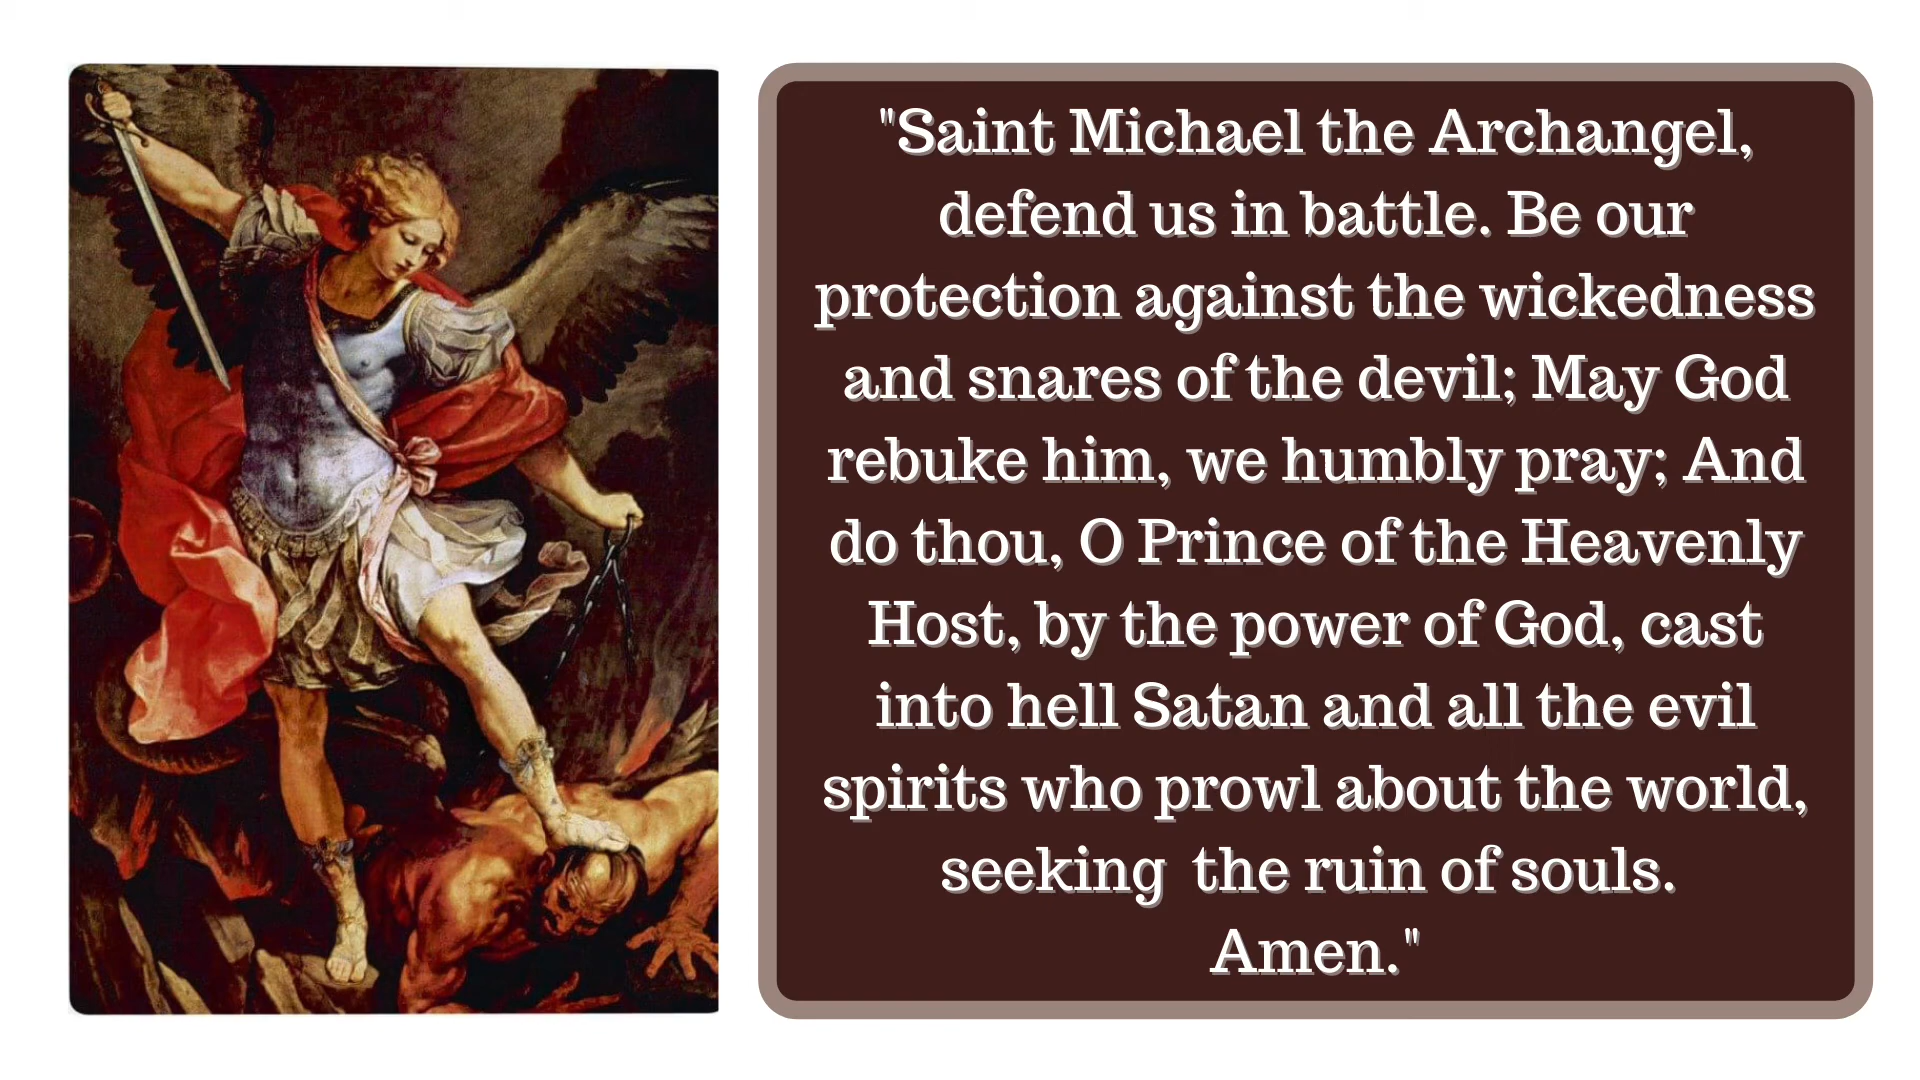 "Saint Michael the Archangel,
defend us in battle. Be our
protection against the wickedness
and snares of the devil; May God
rebuke him, we humbly pray; And
do thou, O Prince of the Heavenly
Host, by the power of God, cast
into hell Satan and all the evil
spirits who prowl about the world,
seeking  the ruin of souls.
Amen."